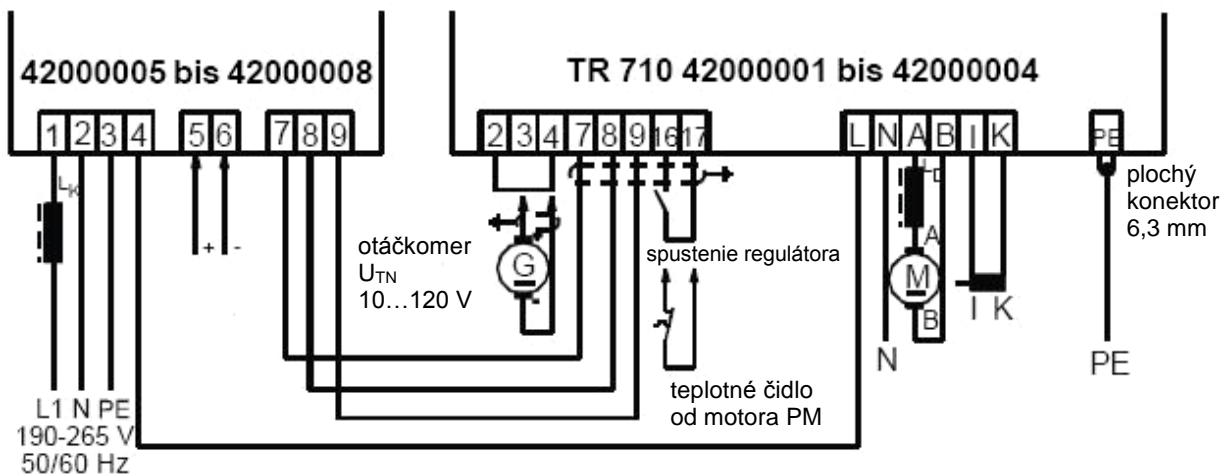 42000005 bis 42000008
TR 710 42000001 bis 42000004
1 2 3 4 5 6 7 8 9
2 3 4 7 8 9 16 17 L N A B I K PE
LK
LD
plochý
konektor
6,3 mm
+ -
otáčkomer
UTN
10…120 V
G
spustenie regulátora
A
M
B
I K
N
PE
teplotné čidlo
od motora PM
L1 N PE
190-265 V
50/60 Hz